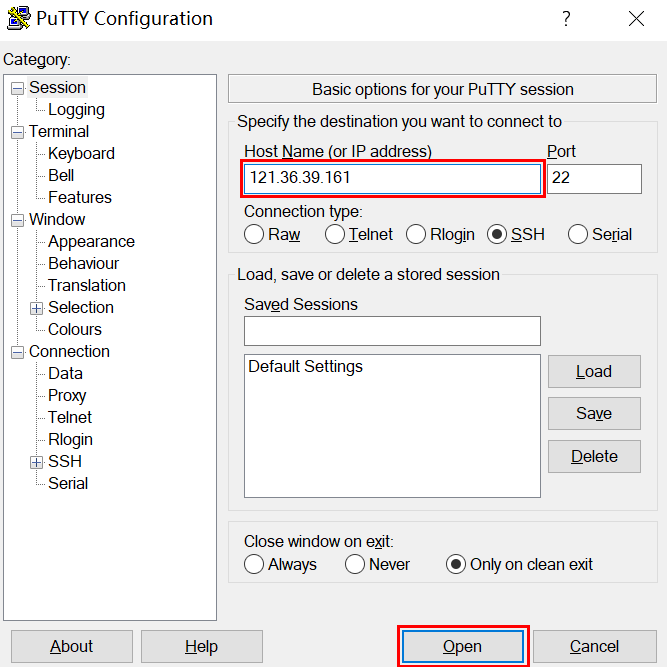 PuTTY Configuration
?
Category:
Session
Logging
Terminal
Keyboard
Bell
Features
Window
Appearance
Behaviour
Translation
Selection
Colours
Connection
Data
Proxy
Telnet
Rlogin
SSH
Serial
Basic options for your PuTTY session
Specify the destination you want to connect to
Host Name (or IP address) Port
121.36.39.161 22
Connection type:
Raw Telnet Rlogin SSH Serial
Load, save or delete a stored session
Saved Sessions
Default Settings
Load
Save
Delete
Close window on exit:
Always Never Only on clean exit
About Help Open Cancel